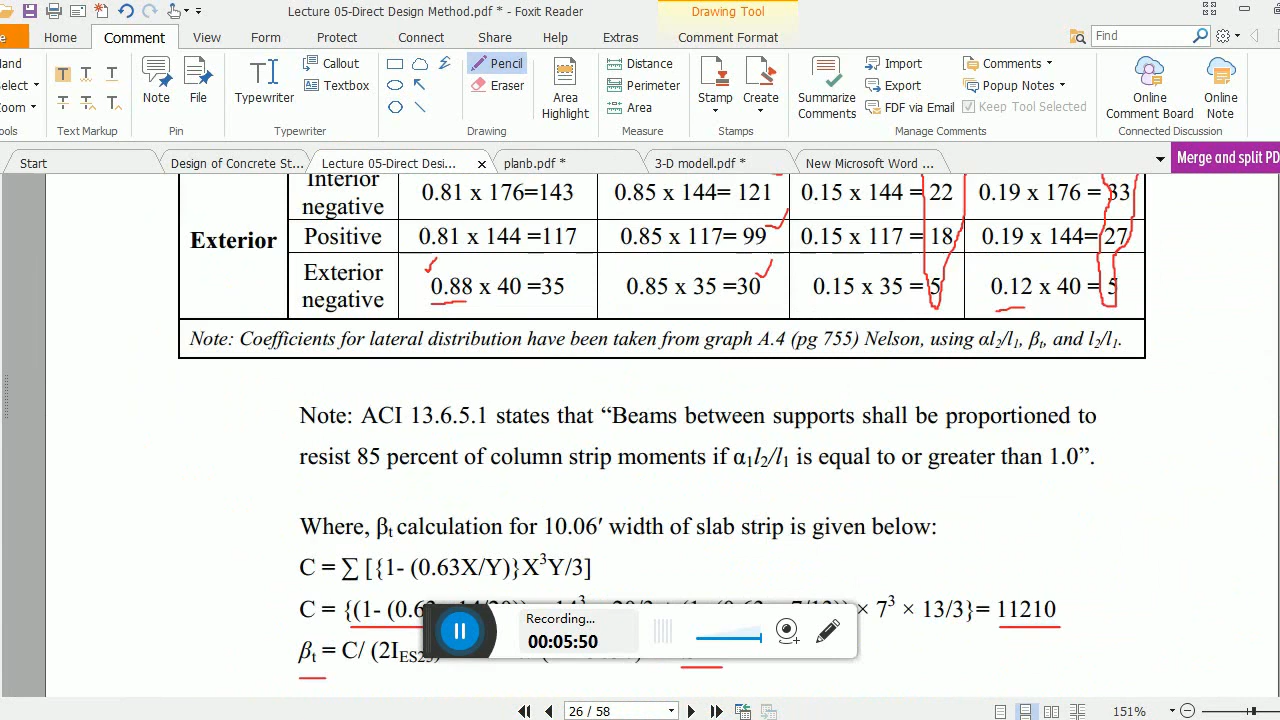 Lecture 05-Direct Design Method.pdf * - Foxit Reader
Drawing Tool
Home Comment View Form Protect Connect Share Help Extras Comment Format Find
Callout
Textbox
Note File Typewriter
Pencil
Eraser
Area Highlight
Distance
Perimeter
Area
Stamp Create
Summarize Comments
Import
Export
FDF via Email
Comments
Popup Notes
Keep Tool Selected
Online Comment Board
Online Note
Text Markup Pin Typewriter Drawing Measure Stamps Manage Comments Connected Discussion
Start Design of Concrete St... Lecture 05-Direct Desi... planb.pdf * 3-D modell.pdf * New Microsoft Word ... Merge and split PD
Exterior
Interior negative 0.81 x 176=143 0.85 x 144= 121 0.15 x 144 = 22 0.19 x 176 = 33
Positive 0.81 x 144 =117 0.85 x 117= 99 0.15 x 117 = 18 0.19 x 144= 27
Exterior negative 0.88 x 40 =35 0.85 x 35 =30 0.15 x 35 = 5 0.12 x 40 = 5
Note: Coefficients for lateral distribution have been taken from graph A.4 (pg 755) Nelson, using αl₂/l₁, βₜ, and l₂/l₁.
Note: ACI 13.6.5.1 states that “Beams between supports shall be proportioned to
resist 85 percent of column strip moments if α₁l₂/l₁ is equal to or greater than 1.0”.
Where, βₜ calculation for 10.06′ width of slab strip is given below:
C = ∑ [{1- (0.63X/Y)}X³Y/3]
C = {(1- (0.63 × 7³ × 13/3}= 11210
βₜ = C/ (2I
Recording...
00:05:50
26 / 58
151%